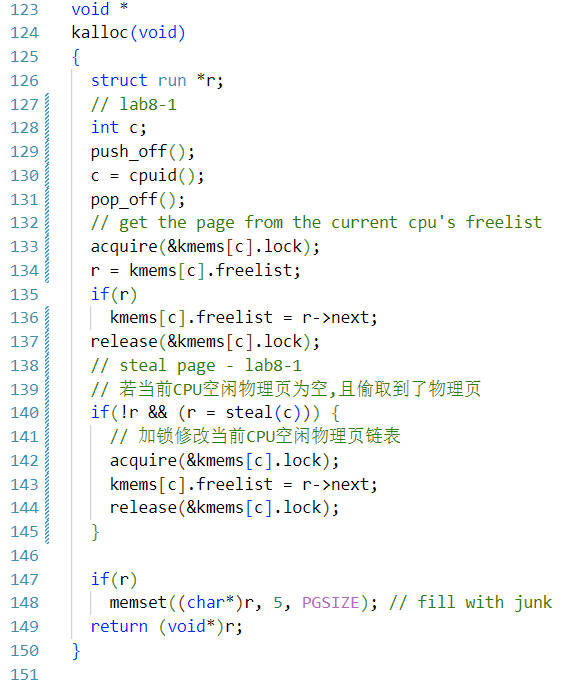 123 void *
124 kalloc(void)
125 {
126   struct run *r;
127   // lab8-1
128   int c;
129   push_off();
130   c = cpuid();
131   pop_off();
132   // get the page from the current cpu's freelist
133   acquire(&kmems[c].lock);
134   r = kmems[c].freelist;
135   if(r)
136     kmems[c].freelist = r->next;
137   release(&kmems[c].lock);
138   // steal page - lab8-1
139   // 若当前CPU空闲物理页为空,且偷取到了物理页
140   if(!r && (r = steal(c))) {
141     // 加锁修改当前CPU空闲物理页链表
142     acquire(&kmems[c].lock);
143     kmems[c].freelist = r->next;
144     release(&kmems[c].lock);
145   }
146
147   if(r)
148     memset((char*)r, 5, PGSIZE); // fill with junk
149   return (void*)r;
150 }
151